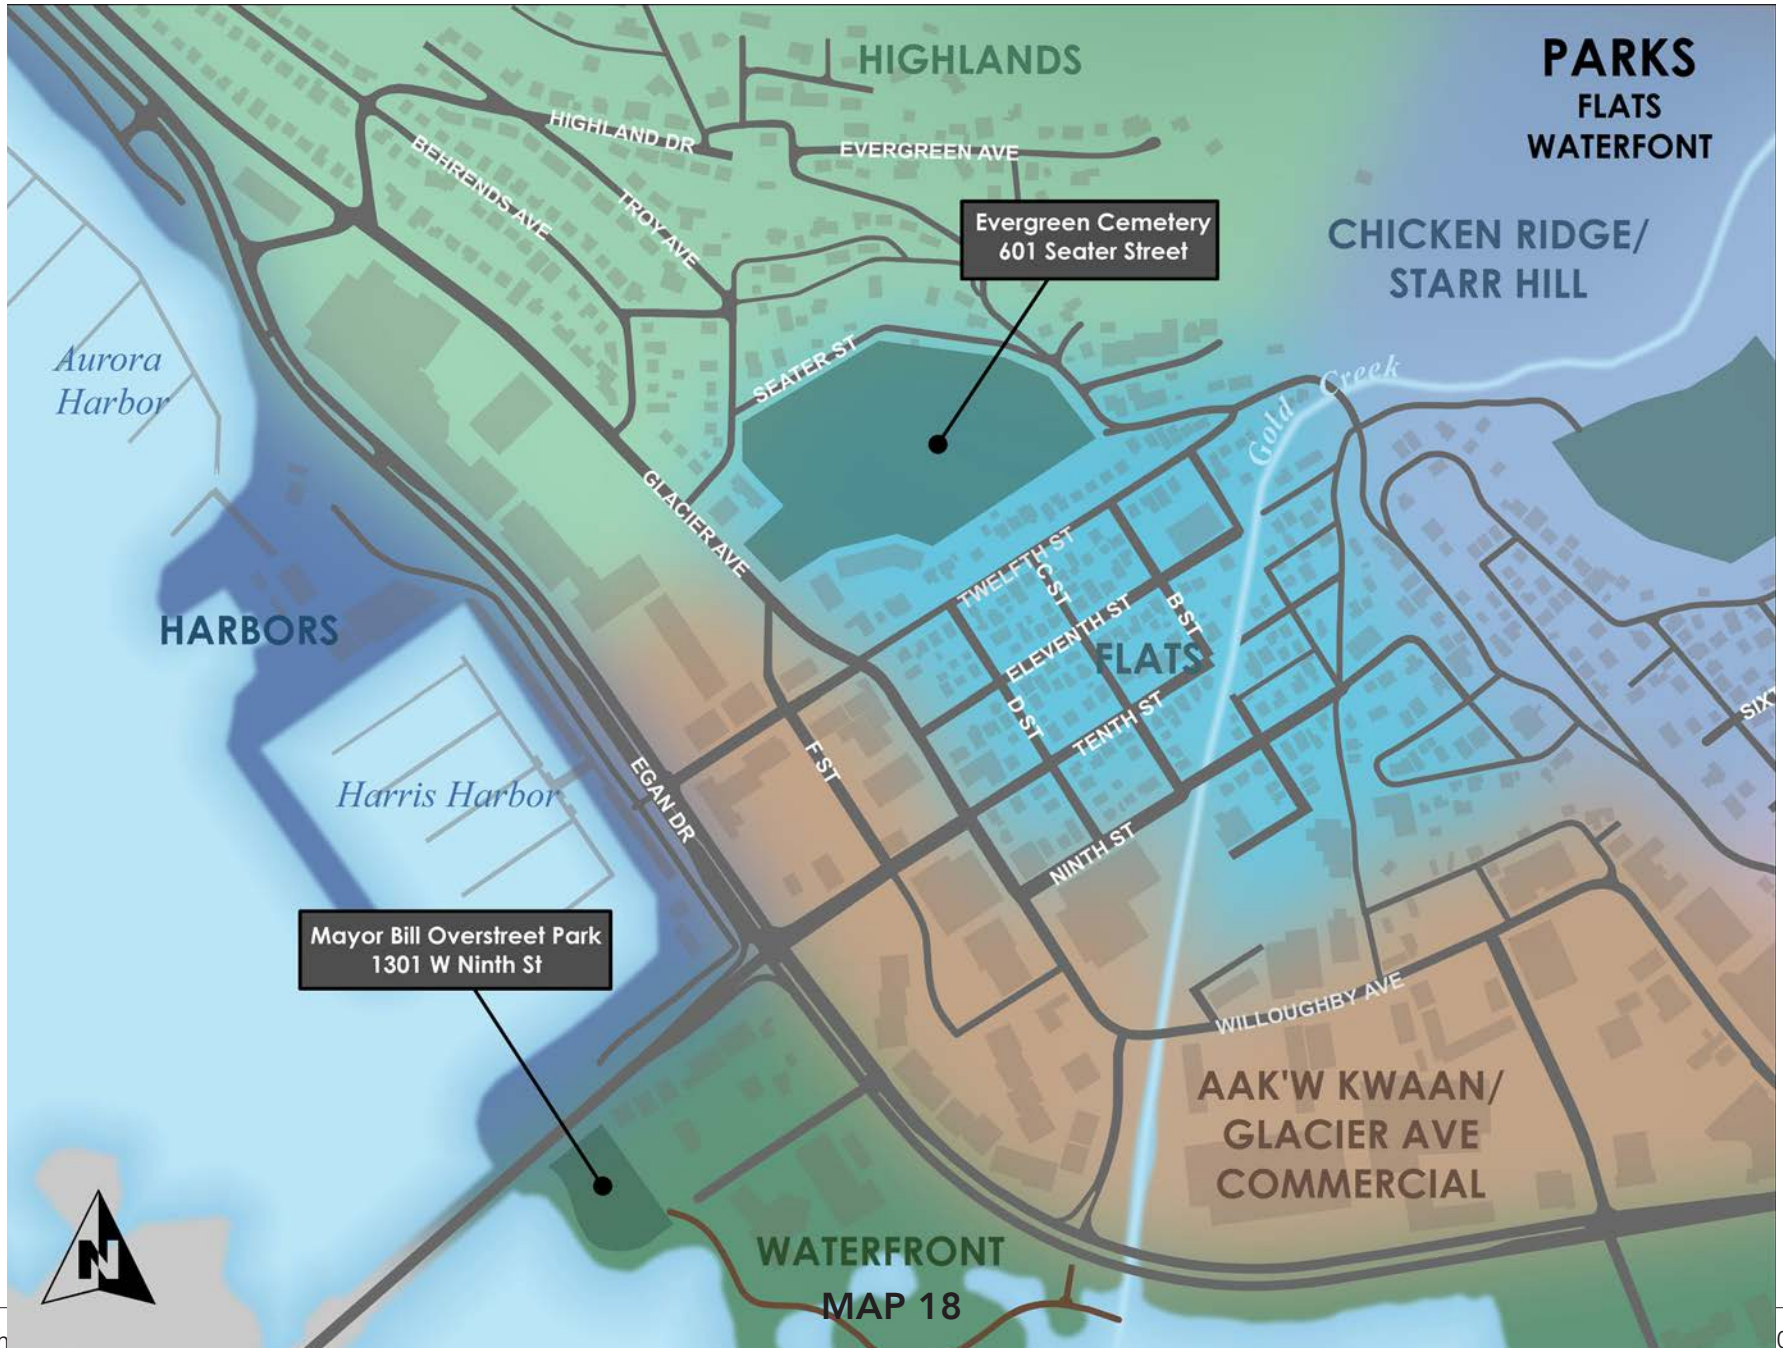 PARKS
FLATS
WATERFONT
HIGHLANDS
HIGHLAND DR
EVERGREEN AVE
BEHRENDS AVE
TROY AVE
Evergreen Cemetery
601 Seater Street
CHICKEN RIDGE/
STARR HILL
Aurora
Harbor
SEATER ST
Gold Creek
GLACIER AVE
TWELFTH ST
C ST
B ST
ELEVENTH ST
HARBORS
FLATS
D ST
TENTH ST
SIXT
F ST
EGAN DR
Harris Harbor
NINTH ST
Mayor Bill Overstreet Park
1301 W Ninth St
WILLOUGHBY AVE
AAK'W KWAAN/
GLACIER AVE
COMMERCIAL
N
WATERFRONT
MAP 18